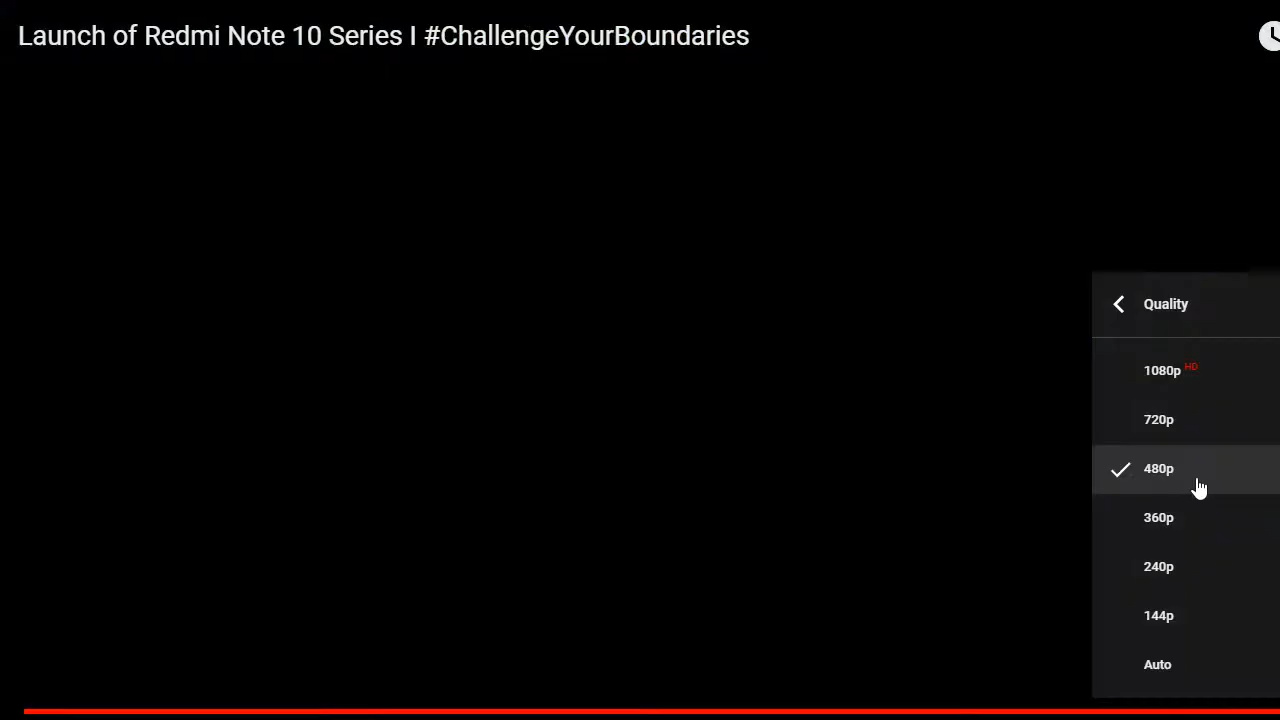 Launch of Redmi Note 10 Series I #ChallengeYourBoundaries
Quality
1080p HD
720p
480p
360p
240p
144p
Auto